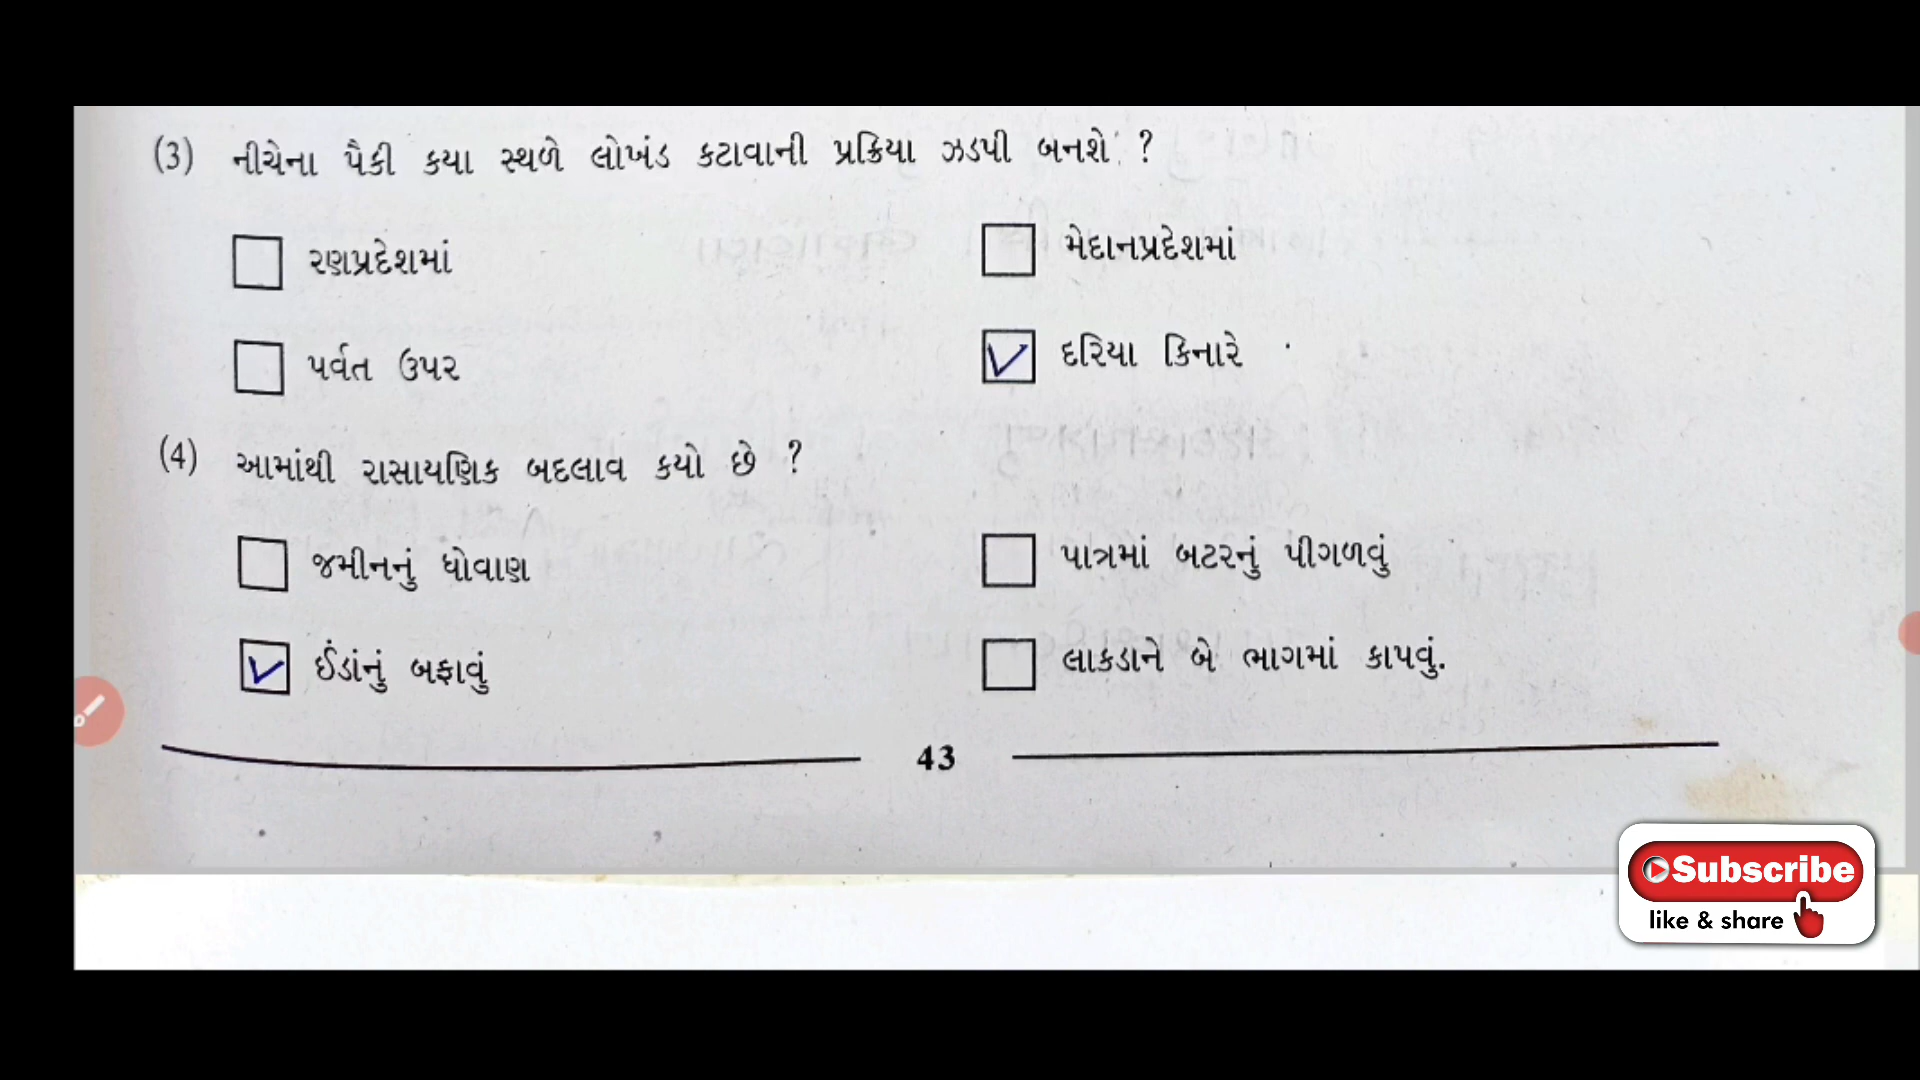 (3) નીચેના પૈકી કયા સ્થળે લોખંડ કટાવાની પ્રક્રિયા ઝડપી બનશે ?
રણપ્રદેશમાં મેદાનપ્રદેશમાં
પર્વત ઉપર દરિયા કિનારે
(4) આમાંથી રાસાયણિક બદલાવ કયો છે ?
જમીનનું ધોવાણ પાત્રમાં બટરનું પીગળવું
ઈંડાંનું બફાવું લાકડાને બે ભાગમાં કાપવું.
43
Subscribe
like & share